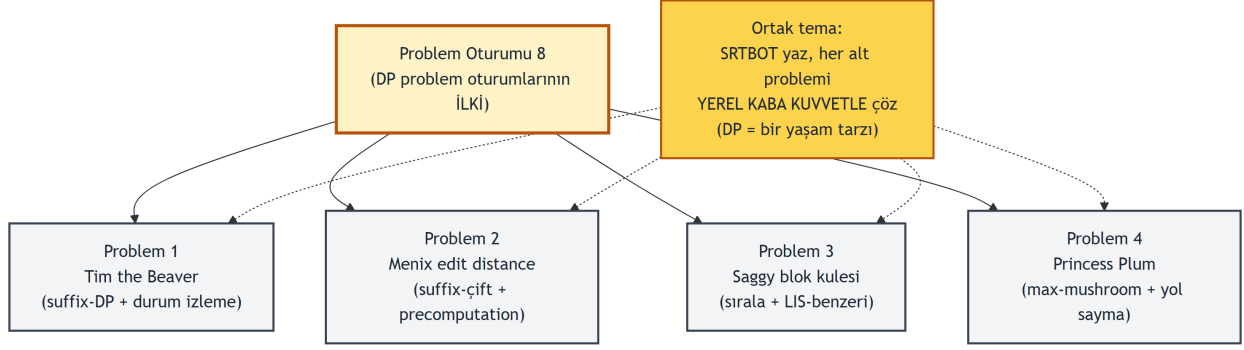 Problem Oturumu 8
(DP problem oturumlarının
İLKİ)
Ortak tema:
SRTBOT yaz, her alt
problemi
YEREL KABA KUVVETLE çöz
(DP = bir yaşam tarzı)
Problem 1
Tim the Beaver
(suffix-DP + durum izleme)
Problem 2
Menix edit distance
(suffix-çift +
precomputation)
Problem 3
Saggy blok kulesi
(sırala + LIS-benzeri)
Problem 4
Princess Plum
(max-mushroom + yol
sayma)